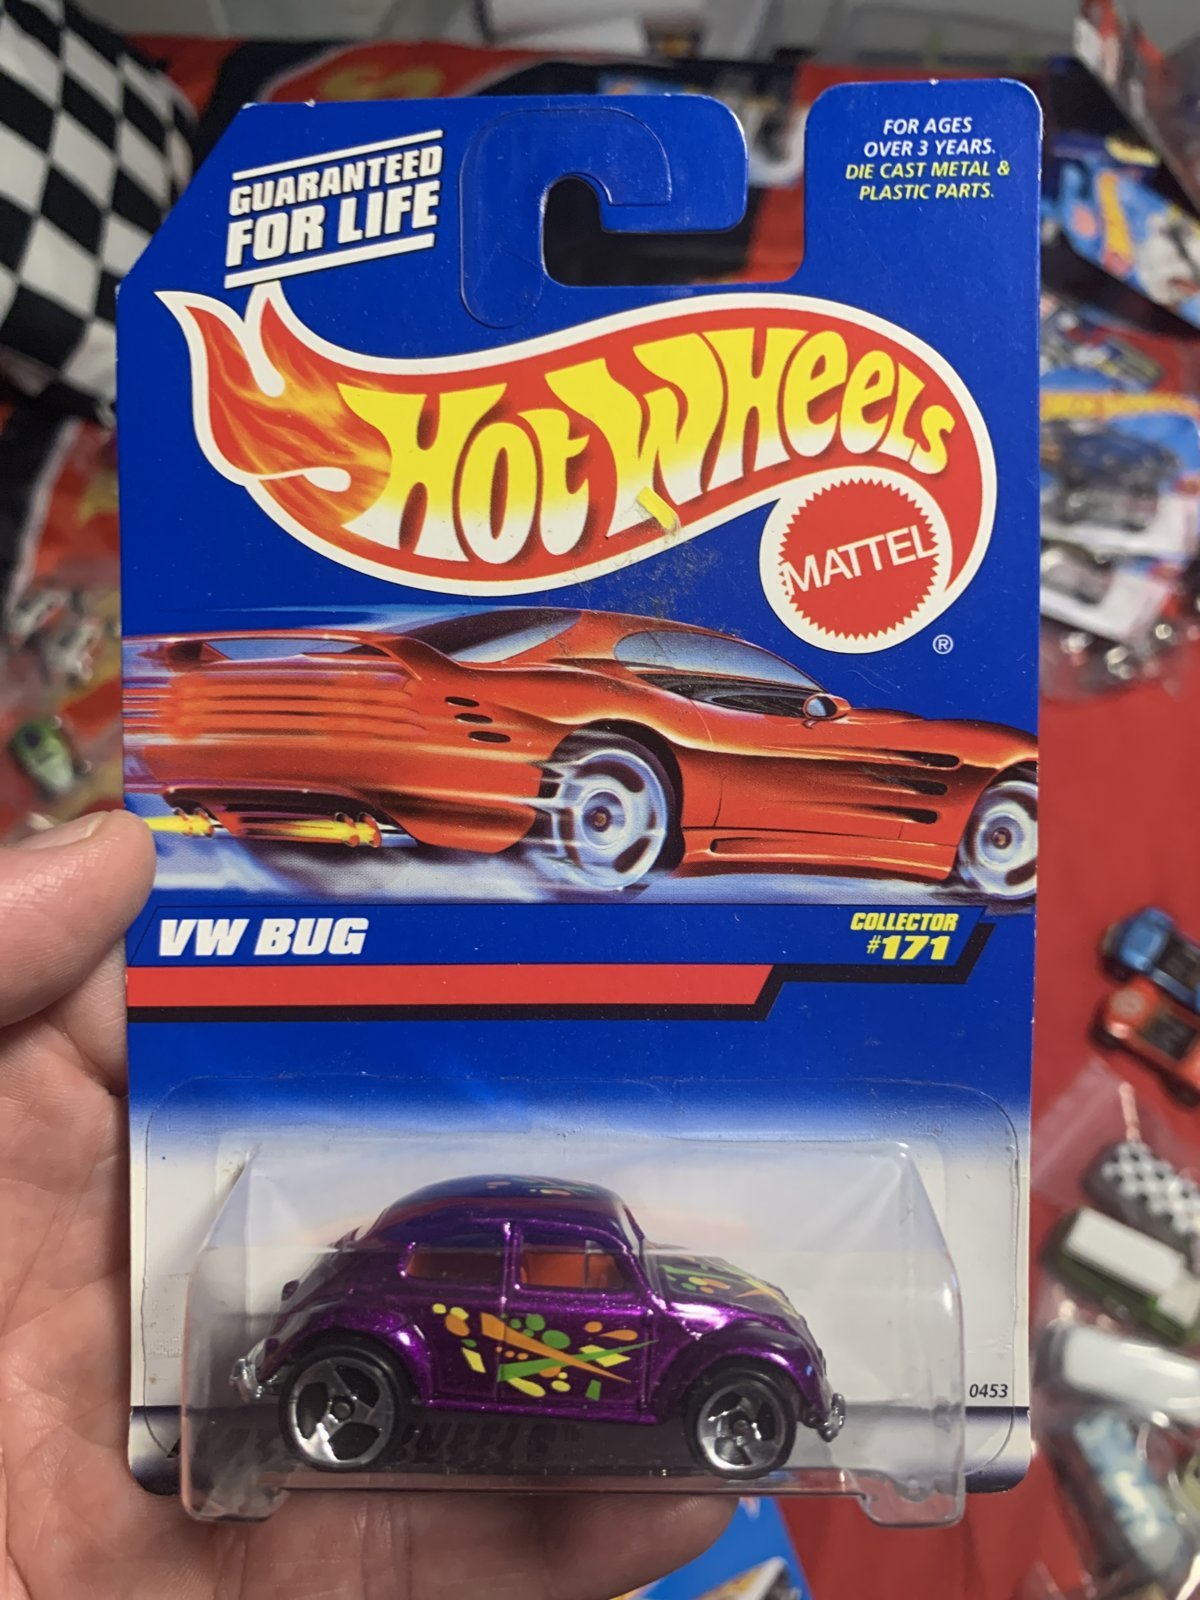 GUARANTEED
FOR LIFE
FOR AGES
OVER 3 YEARS.
DIE CAST METAL &
PLASTIC PARTS.
HOT WHEELS
MATTEL
®
VW BUG
COLLECTOR
#171
0453